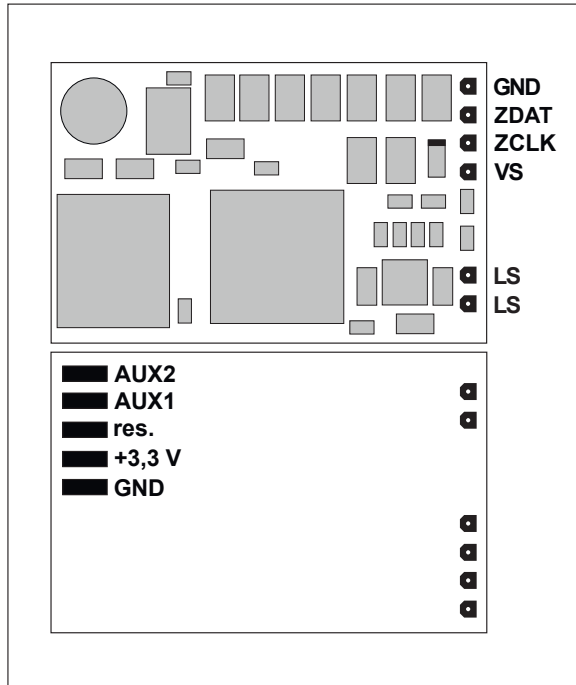 GND
ZDAT
ZCLK
VS
LS
LS
AUX2
AUX1
res.
+3,3 V
GND